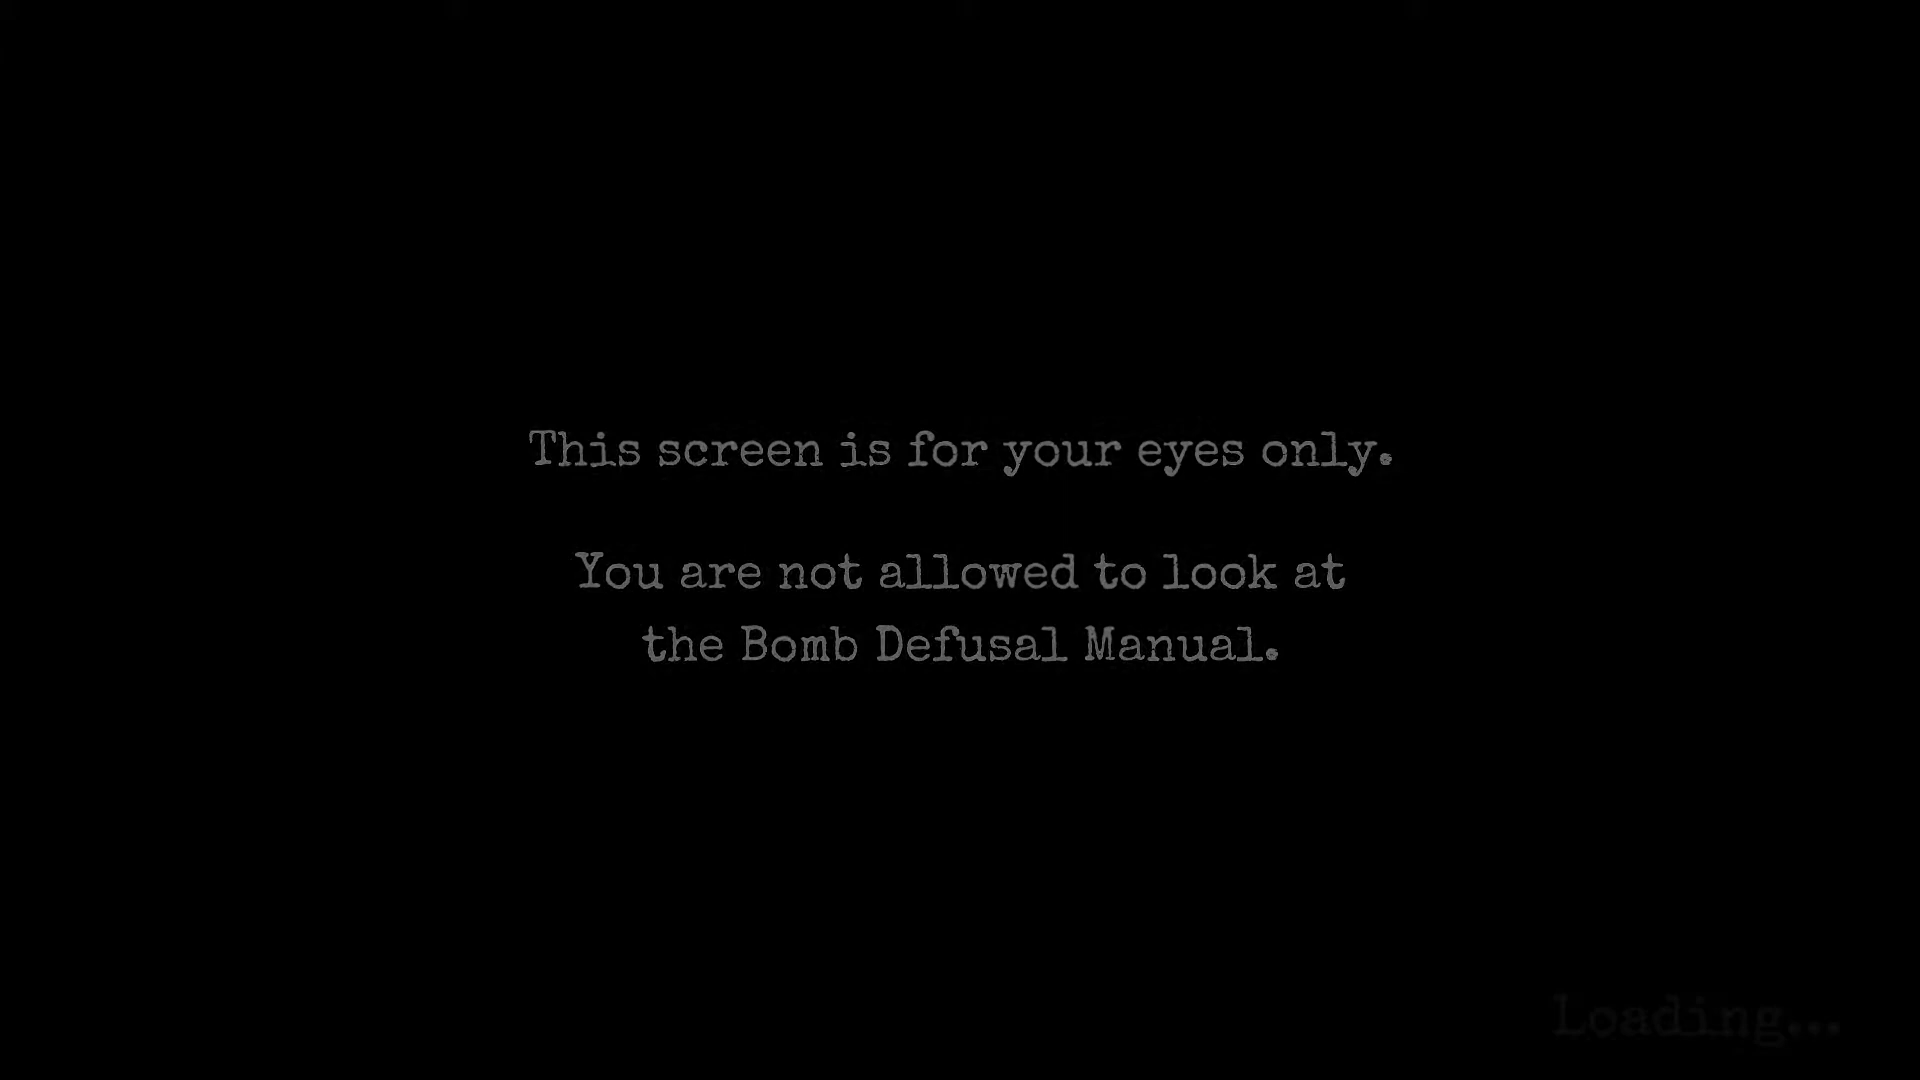 This screen is for your eyes only.
You are not allowed to look at
the Bomb Defusal Manual.
Loading...